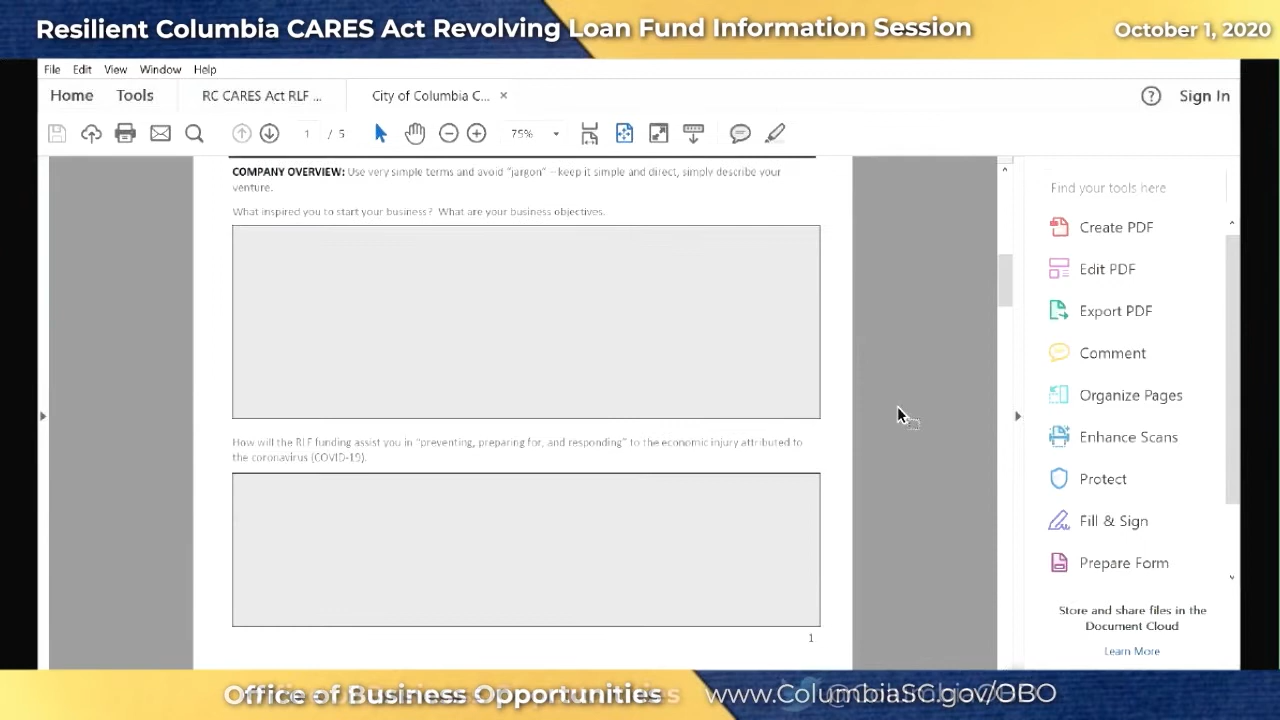 Resilient Columbia CARES Act Revolving Loan Fund Information Session
October 1, 2020
File Edit View Window Help
Home Tools RC CARES Act RLF ... City of Columbia C... × ? Sign In
1 / 5 75%
COMPANY OVERVIEW: Use very simple terms and avoid "jargon" – keep it simple and direct, simply describe your
venture.
What inspired you to start your business? What are your business objectives.
How will the RLF funding assist you in "preventing, preparing for, and responding" to the economic injury attributed to
the coronavirus (COVID-19).
1
Find your tools here
Create PDF
Edit PDF
Export PDF
Comment
Organize Pages
Enhance Scans
Protect
Fill & Sign
Prepare Form
Store and share files in the
Document Cloud
Learn More
Office of Business Opportunities
www.ColumbiaSC.gov/OBO